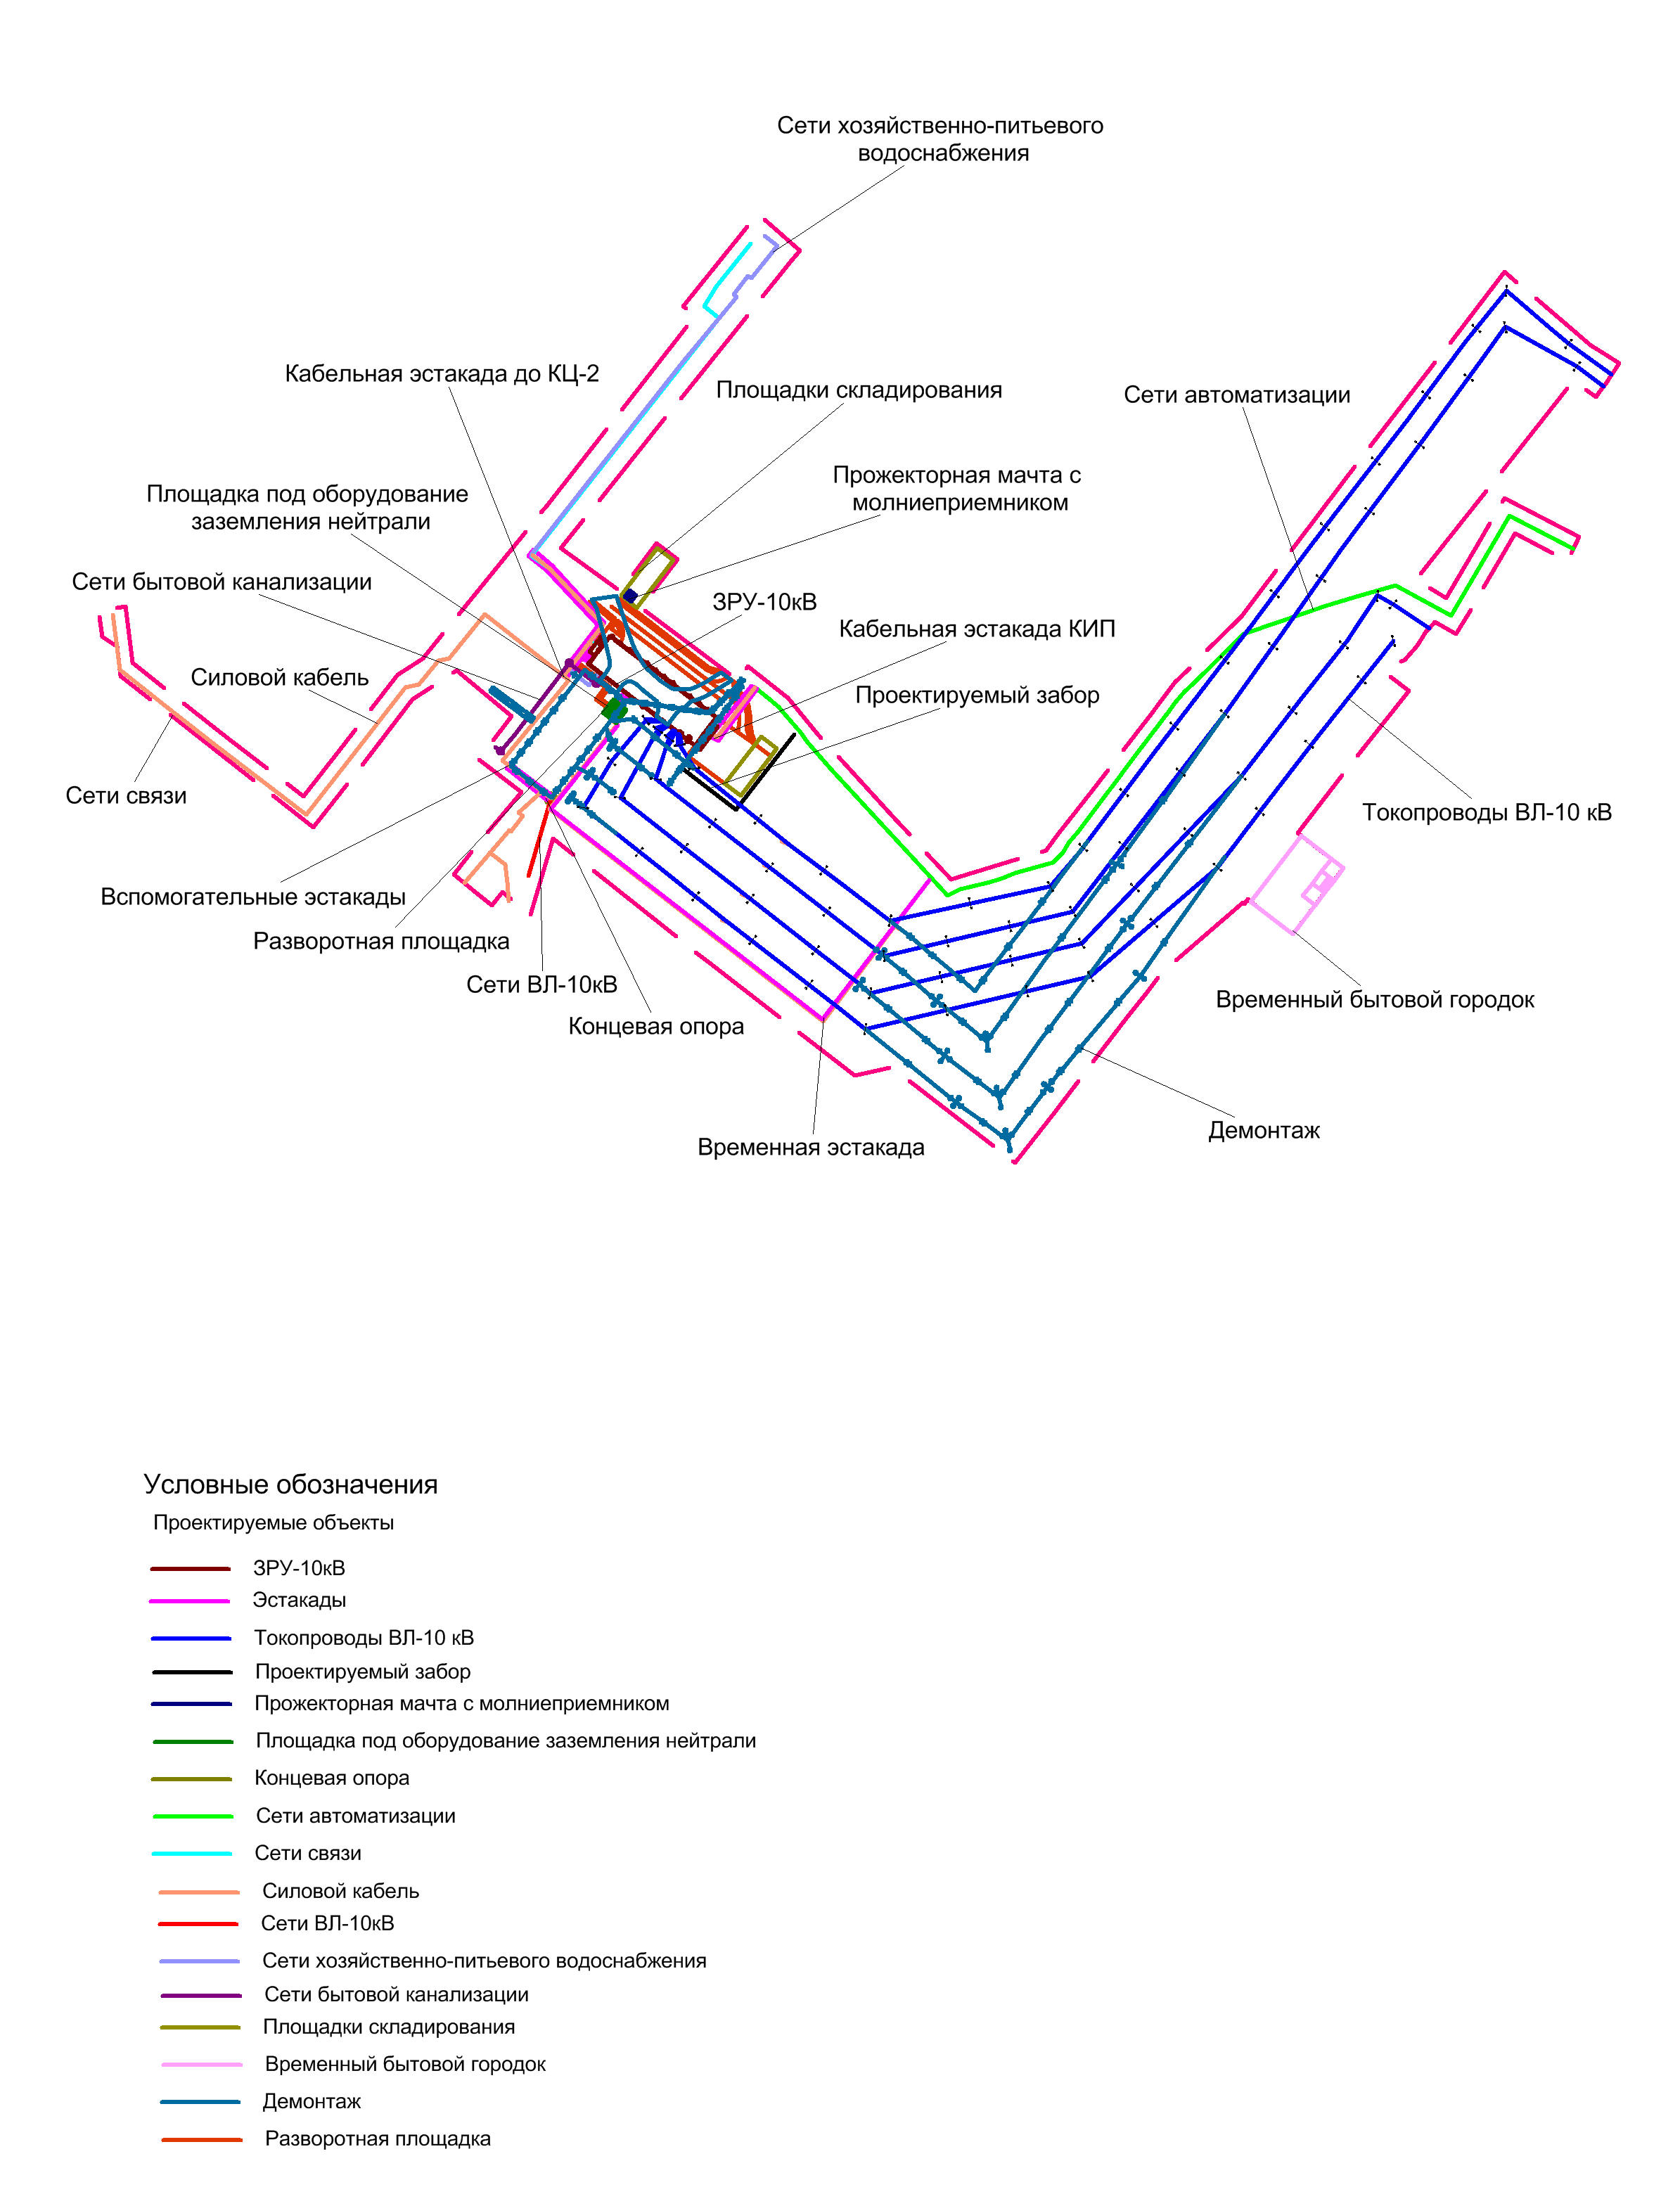 Сети хозяйственно-питьевого
водоснабжения
Кабельная эстакада до КЦ-2
Площадки складирования
Сети автоматизации
Прожекторная мачта с
молниеприемником
Площадка под оборудование
заземления нейтрали
Сети бытовой канализации
ЗРУ-10кВ
Кабельная эстакада КИП
Силовой кабель
Проектируемый забор
Сети связи
Токопроводы ВЛ-10 кВ
Вспомогательные эстакады
Разворотная площадка
Сети ВЛ-10кВ
Временный бытовой городок
Концевая опора
Демонтаж
Временная эстакада
Условные обозначения
Проектируемые объекты
ЗРУ-10кВ
Эстакады
Токопроводы ВЛ-10 кВ
Проектируемый забор
Прожекторная мачта с молниеприемником
Площадка под оборудование заземления нейтрали
Концевая опора
Сети автоматизации
Сети связи
Силовой кабель
Сети ВЛ-10кВ
Сети хозяйственно-питьевого водоснабжения
Сети бытовой канализации
Площадки складирования
Временный бытовой городок
Демонтаж
Разворотная площадка